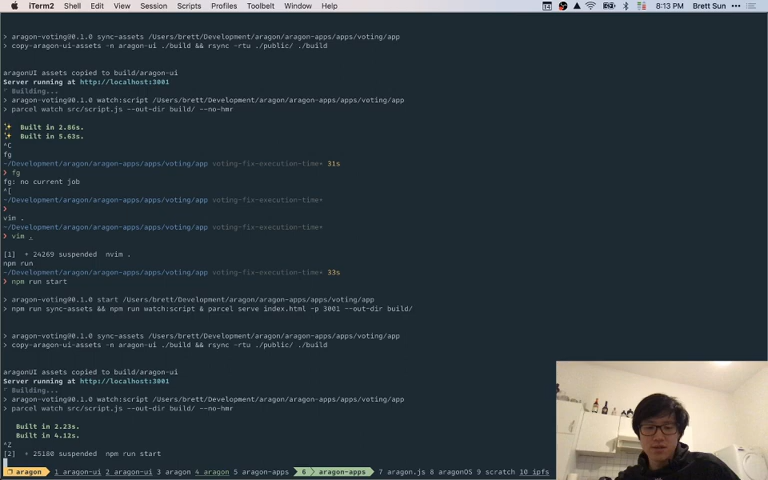 iTerm2 Shell Edit View Session Scripts Profiles Toolbelt Window Help 8:13 PM Brett Sun
> aragon-voting@0.1.0 sync-assets /Users/brett/Development/aragon/aragon-apps/apps/voting/app
> copy-aragon-ui-assets -n aragon-ui ./build && rsync -rtu ./public/ ./build
aragonUI assets copied to build/aragon-ui
Server running at http://localhost:3001
Building...
> aragon-voting@0.1.0 watch:script /Users/brett/Development/aragon/aragon-apps/apps/voting/app
> parcel watch src/script.js --out-dir build/ --no-hmr
✨ Built in 2.86s.
✨ Built in 5.63s.
^C
fg
~/Development/aragon/aragon-apps/apps/voting/app voting-fix-execution-time* 31s
❯ fg
fg: no current job
^[
~/Development/aragon/aragon-apps/apps/voting/app voting-fix-execution-time*
❯
vim .
~/Development/aragon/aragon-apps/apps/voting/app voting-fix-execution-time*
❯ vim .
[1] + 24269 suspended nvim .
npm run
~/Development/aragon/aragon-apps/apps/voting/app voting-fix-execution-time* 33s
❯ npm run start
> aragon-voting@0.1.0 start /Users/brett/Development/aragon/aragon-apps/apps/voting/app
> npm run sync-assets && npm run watch:script & parcel serve index.html -p 3001 --out-dir build/
> aragon-voting@0.1.0 sync-assets /Users/brett/Development/aragon/aragon-apps/apps/voting/app
> copy-aragon-ui-assets -n aragon-ui ./build && rsync -rtu ./public/ ./build
aragonUI assets copied to build/aragon-ui
Server running at http://localhost:3001
Building...
> aragon-voting@0.1.0 watch:script /Users/brett/Development/aragon/aragon-apps/apps/voting/app
> parcel watch src/script.js --out-dir build/ --no-hmr
Built in 2.23s.
Built in 4.12s.
^Z
[2] + 25180 suspended npm run start
aragon 1 aragon-ui 2 aragon-ui 3 aragon 4 aragon 5 aragon-apps 6 aragon-apps 7 aragon.js 8 aragonOS 9 scratch 10 ipfs